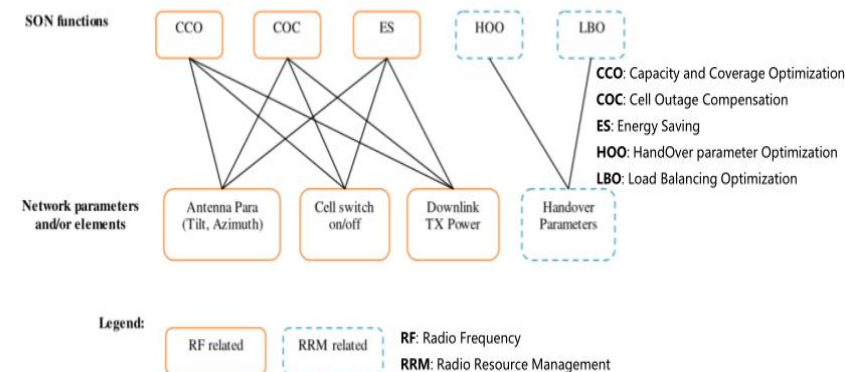 SON functions
CCO
COC
ES
HOO
LBO
CCO: Capacity and Coverage Optimization
COC: Cell Outage Compensation
ES: Energy Saving
HOO: HandOver parameter Optimization
LBO: Load Balancing Optimization
Network parameters
and/or elements
Antenna Para
(Tilt, Azimuth)
Cell switch
on/off
Downlink
TX Power
Handover
Parameters
Legend:
RF related
RRM related
RF: Radio Frequency
RRM: Radio Resource Management